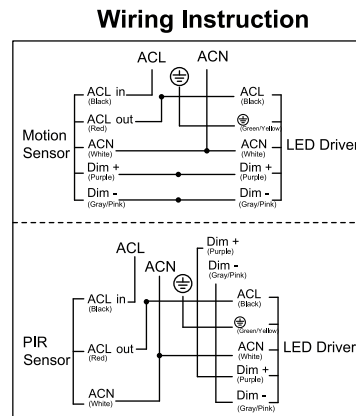 Wiring Instruction
ACL ACN
ACL in
(Black)
ACL out
(Red)
ACN
(White)
Dim +
(Purple)
Dim -
(Gray/Pink)
Motion
Sensor
ACL
(Black)
(Green/Yellow)
ACN
(White)
Dim +
(Purple)
Dim -
(Gray/Pink)
LED Driver
ACL
ACN
Dim +
(Purple)
Dim -
(Gray/Pink)
ACL in
(Black)
ACL out
(Red)
ACN
(White)
PIR
Sensor
ACL
(Black)
(Green/Yellow)
ACN
(White)
Dim +
(Purple)
Dim -
(Gray/Pink)
LED Driver